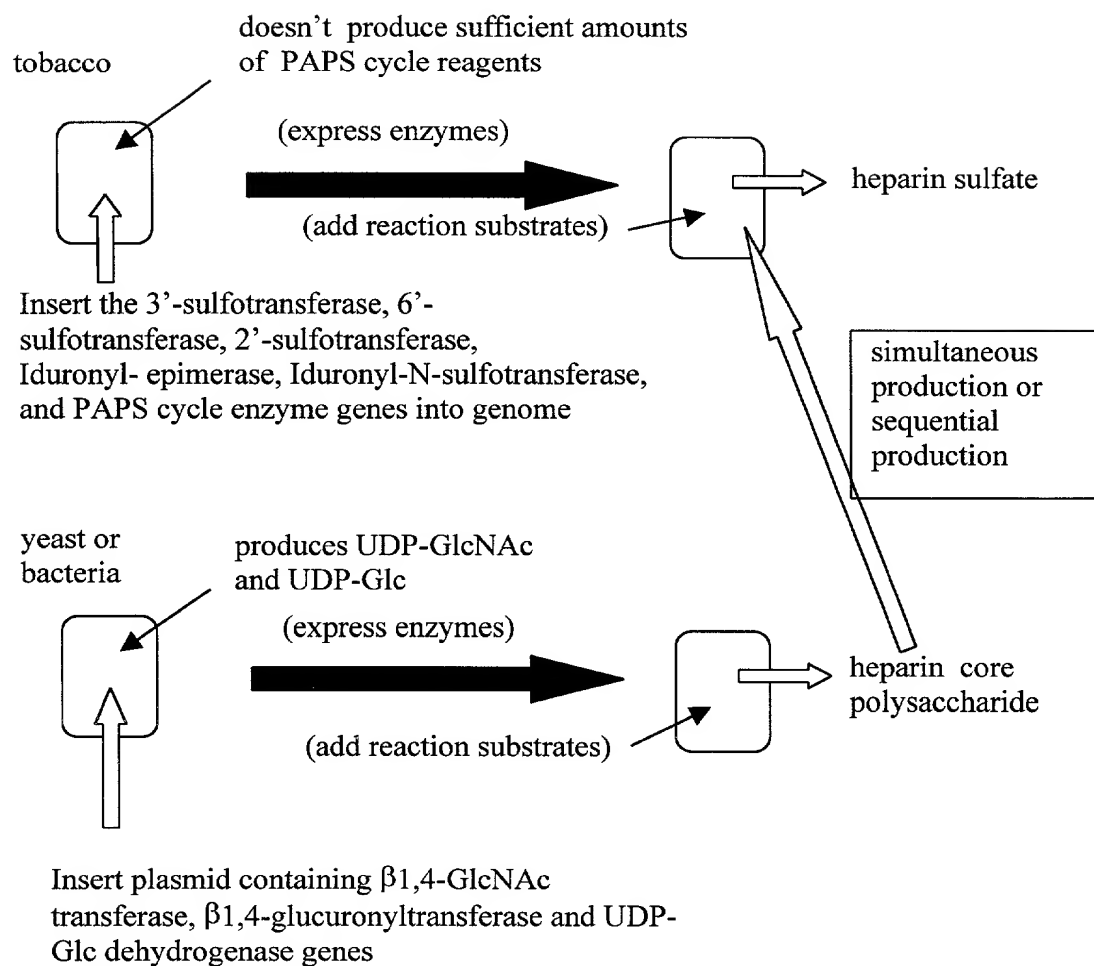 doesn’t produce sufficient amounts
of PAPS cycle reagents
tobacco
(express enzymes)
(add reaction substrates)
heparin sulfate
Insert the 3’-sulfotransferase, 6’-
sulfotransferase, 2’-sulfotransferase,
Iduronyl- epimerase, Iduronyl-N-sulfotransferase,
and PAPS cycle enzyme genes into genome
simultaneous
production or
sequential
production
yeast or
bacteria
produces UDP-GlcNAc
and UDP-Glc
(express enzymes)
(add reaction substrates)
heparin core
polysaccharide
Insert plasmid containing β1,4-GlcNAc
transferase, β1,4-glucuronyltransferase and UDP-
Glc dehydrogenase genes